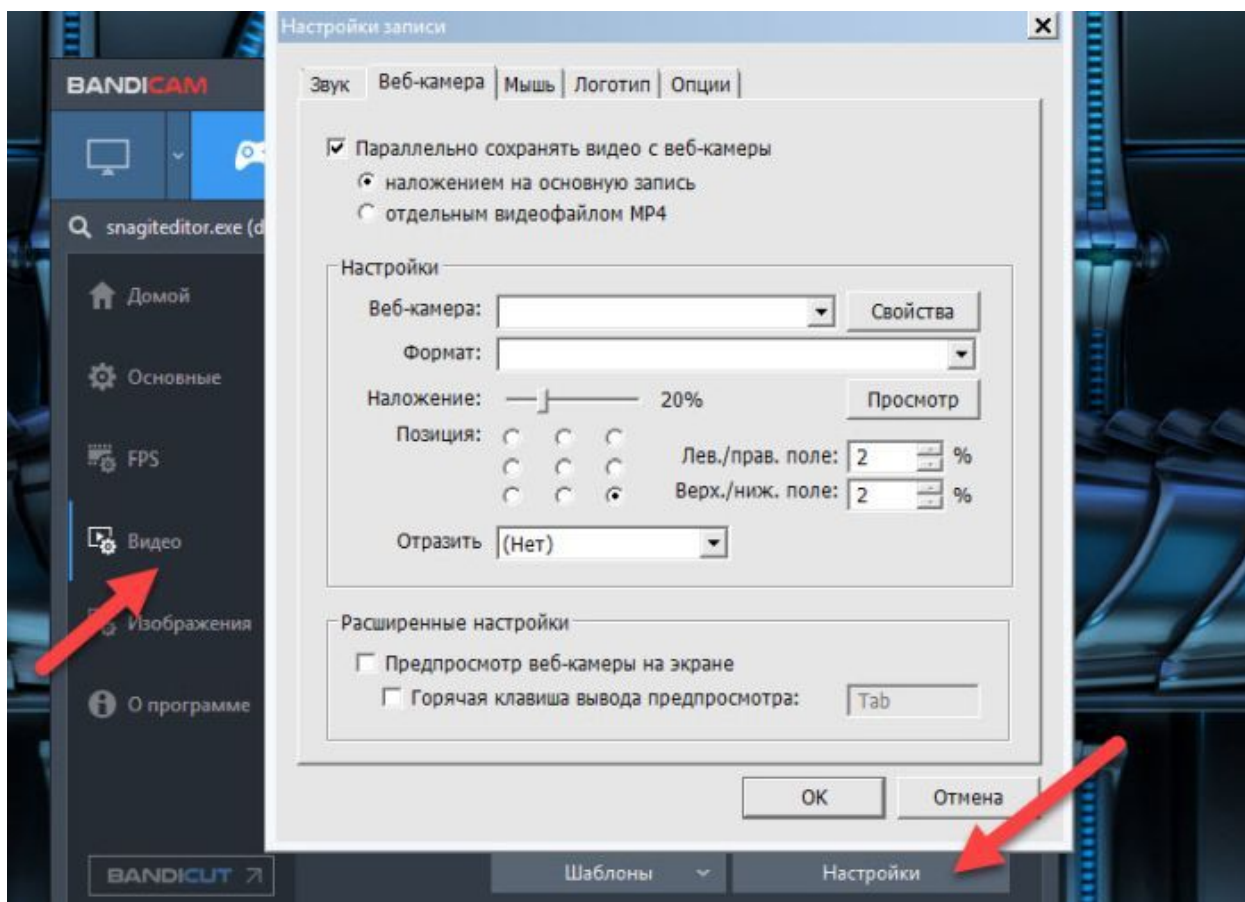 Настройки записи
BANDICAM
Звук Веб-камера Мышь Логотип Опции
Параллельно сохранять видео с веб-камеры
наложением на основную запись
отдельным видеофайлом MP4
snagiteditor.exe (d
Настройки
Домой
Веб-камера: Свойства
Формат:
Основные
Наложение: 20% Просмотр
Позиция:
FPS
Лев./прав. поле: 2 %
Верх./ниж. поле: 2 %
Видео
Отразить (Нет)
Изображения
Расширенные настройки
Предпросмотр веб-камеры на экране
Горячая клавиша вывода предпросмотра: Tab
О программе
OK Отмена
BANDICUT
Шаблоны Настройки